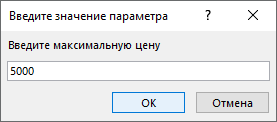 Введите значение параметра ? ×
Введите максимальную цену
5000
ОК Отмена